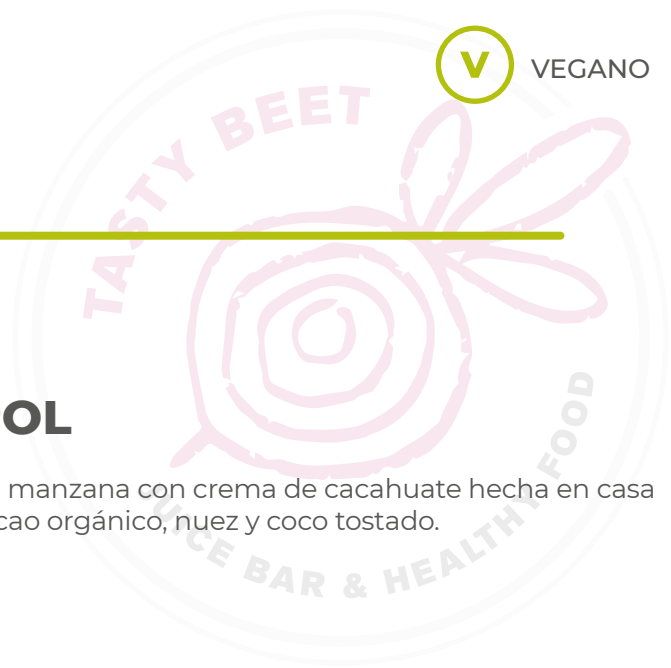 V VEGANO
TASTY BEET
OL
manzana con crema de cacahuate hecha en casa
cao orgánico, nuez y coco tostado.
JUICE BAR & HEALTHY FOOD